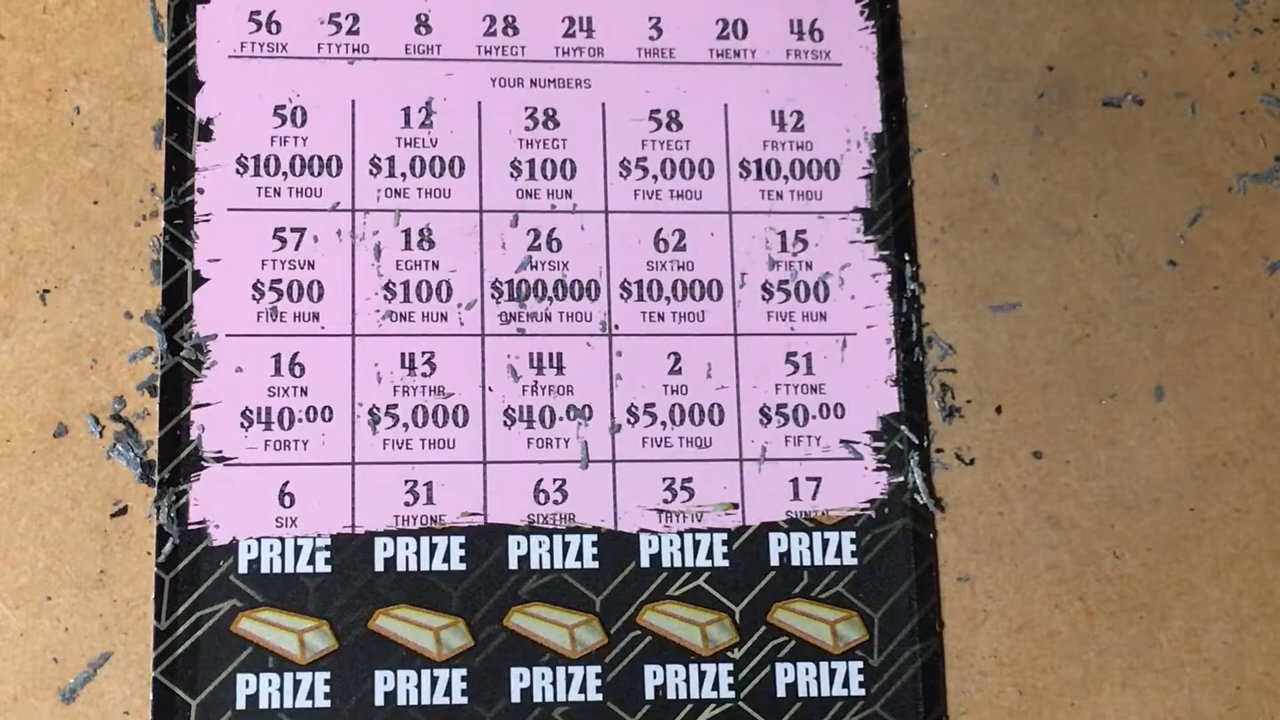 56 52 8 28 24 3 20 46
FTYSIX FTYTWO EIGHT TWYEGT TWYFOR THREE TWENTY FRYSIX
YOUR NUMBERS
50 12 38 58 42
FIFTY TWELV THYEGT FTYEGT FRYTWO
$10,000 $1,000 $100 $5,000 $10,000
TEN THOU ONE THOU ONE HUN FIVE THOU TEN THOU
57 18 26 62 15
FTYSVN EGHTN TWYSIX SIXTWO FIFTN
$500 $100 $100,000 $10,000 $500
FIVE HUN ONE HUN ONEHUN THOU TEN THOU FIVE HUN
16 43 44 2 51
SIXTN FRYTHR FRYFOR TWO FTYONE
$40.00 $5,000 $40.00 $5,000 $50.00
FORTY FIVE THOU FORTY FIVE THOU FIFTY
6 31 63 35 17
SIX THYONE SIXTHR THYFIV SVNTN
PRIZE PRIZE PRIZE PRIZE PRIZE
PRIZE PRIZE PRIZE PRIZE PRIZE